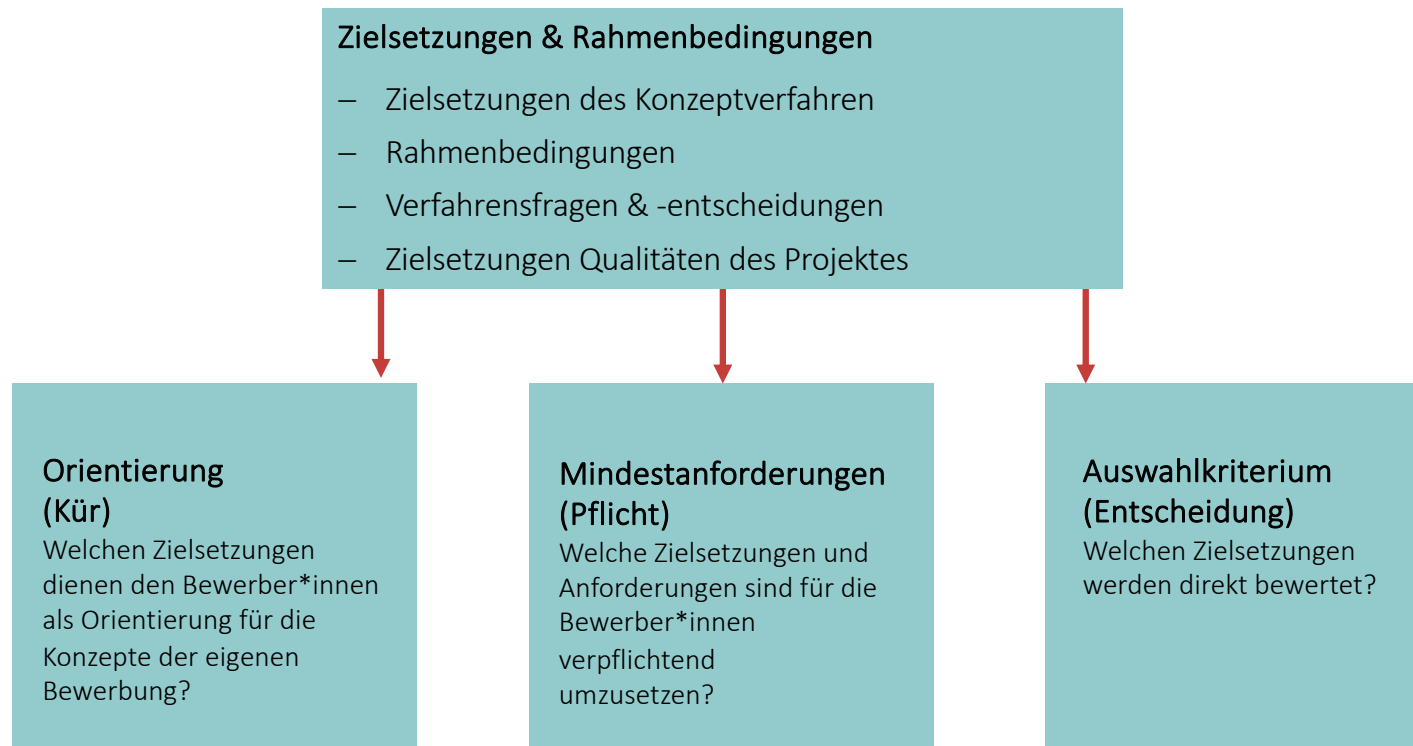 Zielsetzungen & Rahmenbedingungen
– Zielsetzungen des Konzeptverfahren
– Rahmenbedingungen
– Verfahrensfragen & -entscheidungen
– Zielsetzungen Qualitäten des Projektes
Orientierung
(Kür)
Welchen Zielsetzungen
dienen den Bewerber*innen
als Orientierung für die
Konzepte der eigenen
Bewerbung?
Mindestanforderungen
(Pflicht)
Welche Zielsetzungen und
Anforderungen sind für die
Bewerber*innen
verpflichtend
umzusetzen?
Auswahlkriterium
(Entscheidung)
Welchen Zielsetzungen
werden direkt bewertet?